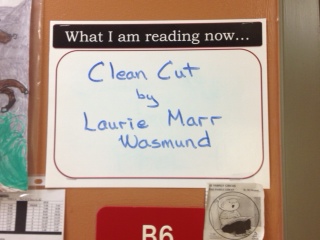 What I am reading now...
Clean Cut
by
Laurie Marr
Wasmund
B6